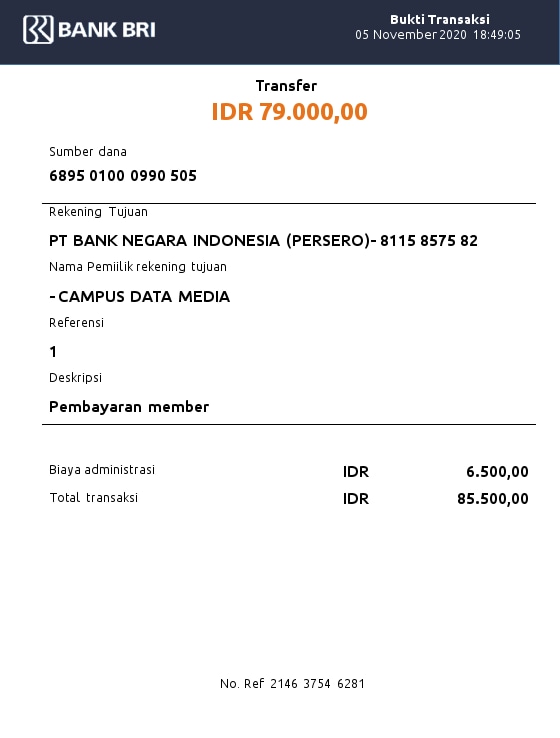 BANK BRI
Bukti Transaksi
05 November 2020 18:49:05
Transfer
IDR 79.000,00
Sumber dana
6895 0100 0990 505
Rekening Tujuan
PT BANK NEGARA INDONESIA (PERSERO)- 8115 8575 82
Nama Pemiilik rekening tujuan
-CAMPUS DATA MEDIA
Referensi
1
Deskripsi
Pembayaran member
Biaya administrasi IDR 6.500,00
Total transaksi IDR 85.500,00
No. Ref 2146 3754 6281